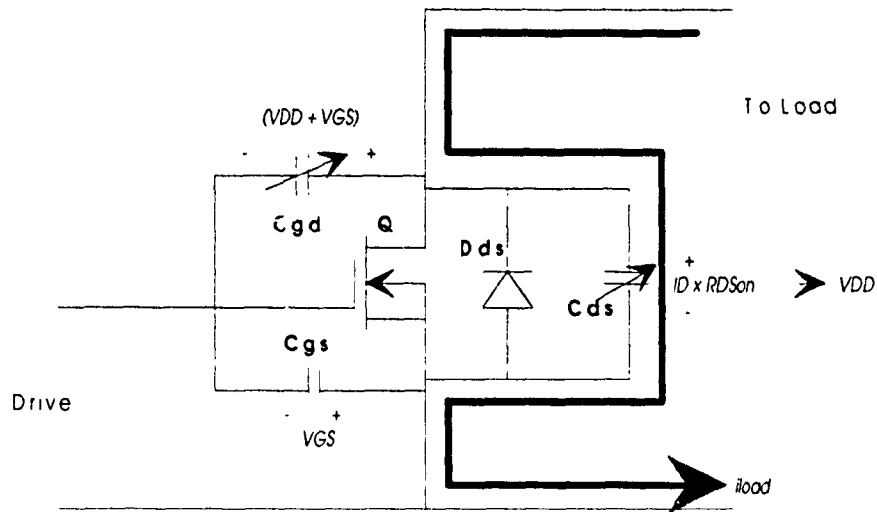 To Load
(VDD + VGS)
- +
Cgd
Q
Dds
+
ID x RDSon
VDD
-
Cds
Cgs
Drive
- +
VGS
iload